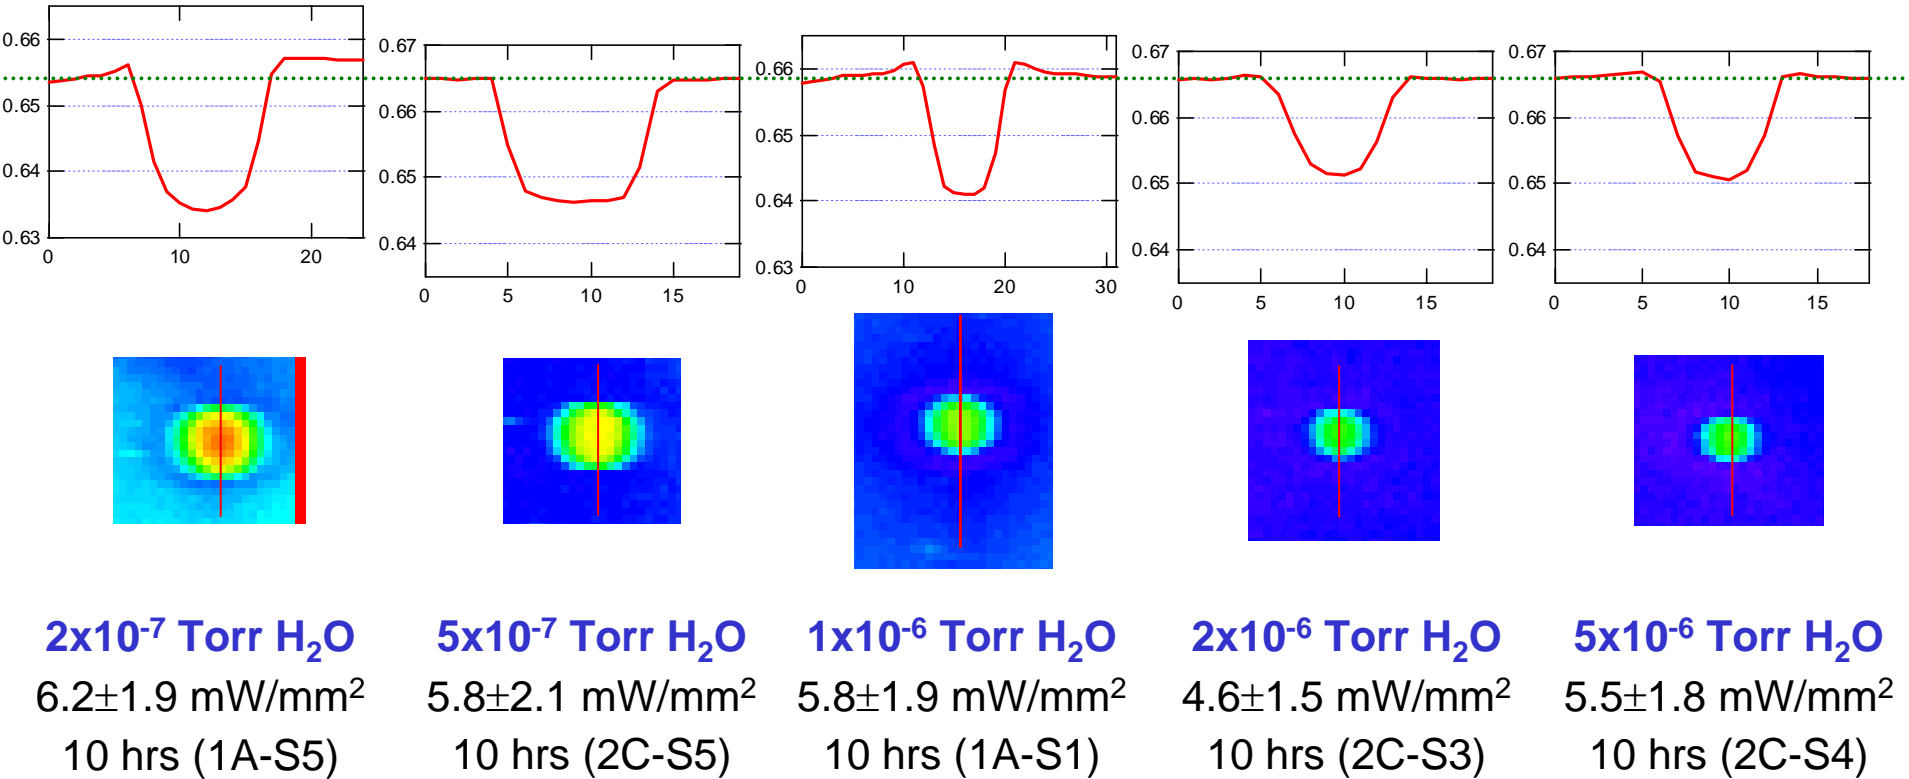 0.66
0.65
0.64
0.63
0 10 20
0.67
0.66
0.65
0.64
0 5 10 15
0.66
0.65
0.64
0.63
0 10 20 30
0.67
0.66
0.65
0.64
0 5 10 15
0.67
0.66
0.65
0.64
0 5 10 15
2x10⁻⁷ Torr H₂O
6.2±1.9 mW/mm²
10 hrs (1A-S5)
5x10⁻⁷ Torr H₂O
5.8±2.1 mW/mm²
10 hrs (2C-S5)
1x10⁻⁶ Torr H₂O
5.8±1.9 mW/mm²
10 hrs (1A-S1)
2x10⁻⁶ Torr H₂O
4.6±1.5 mW/mm²
10 hrs (2C-S3)
5x10⁻⁶ Torr H₂O
5.5±1.8 mW/mm²
10 hrs (2C-S4)